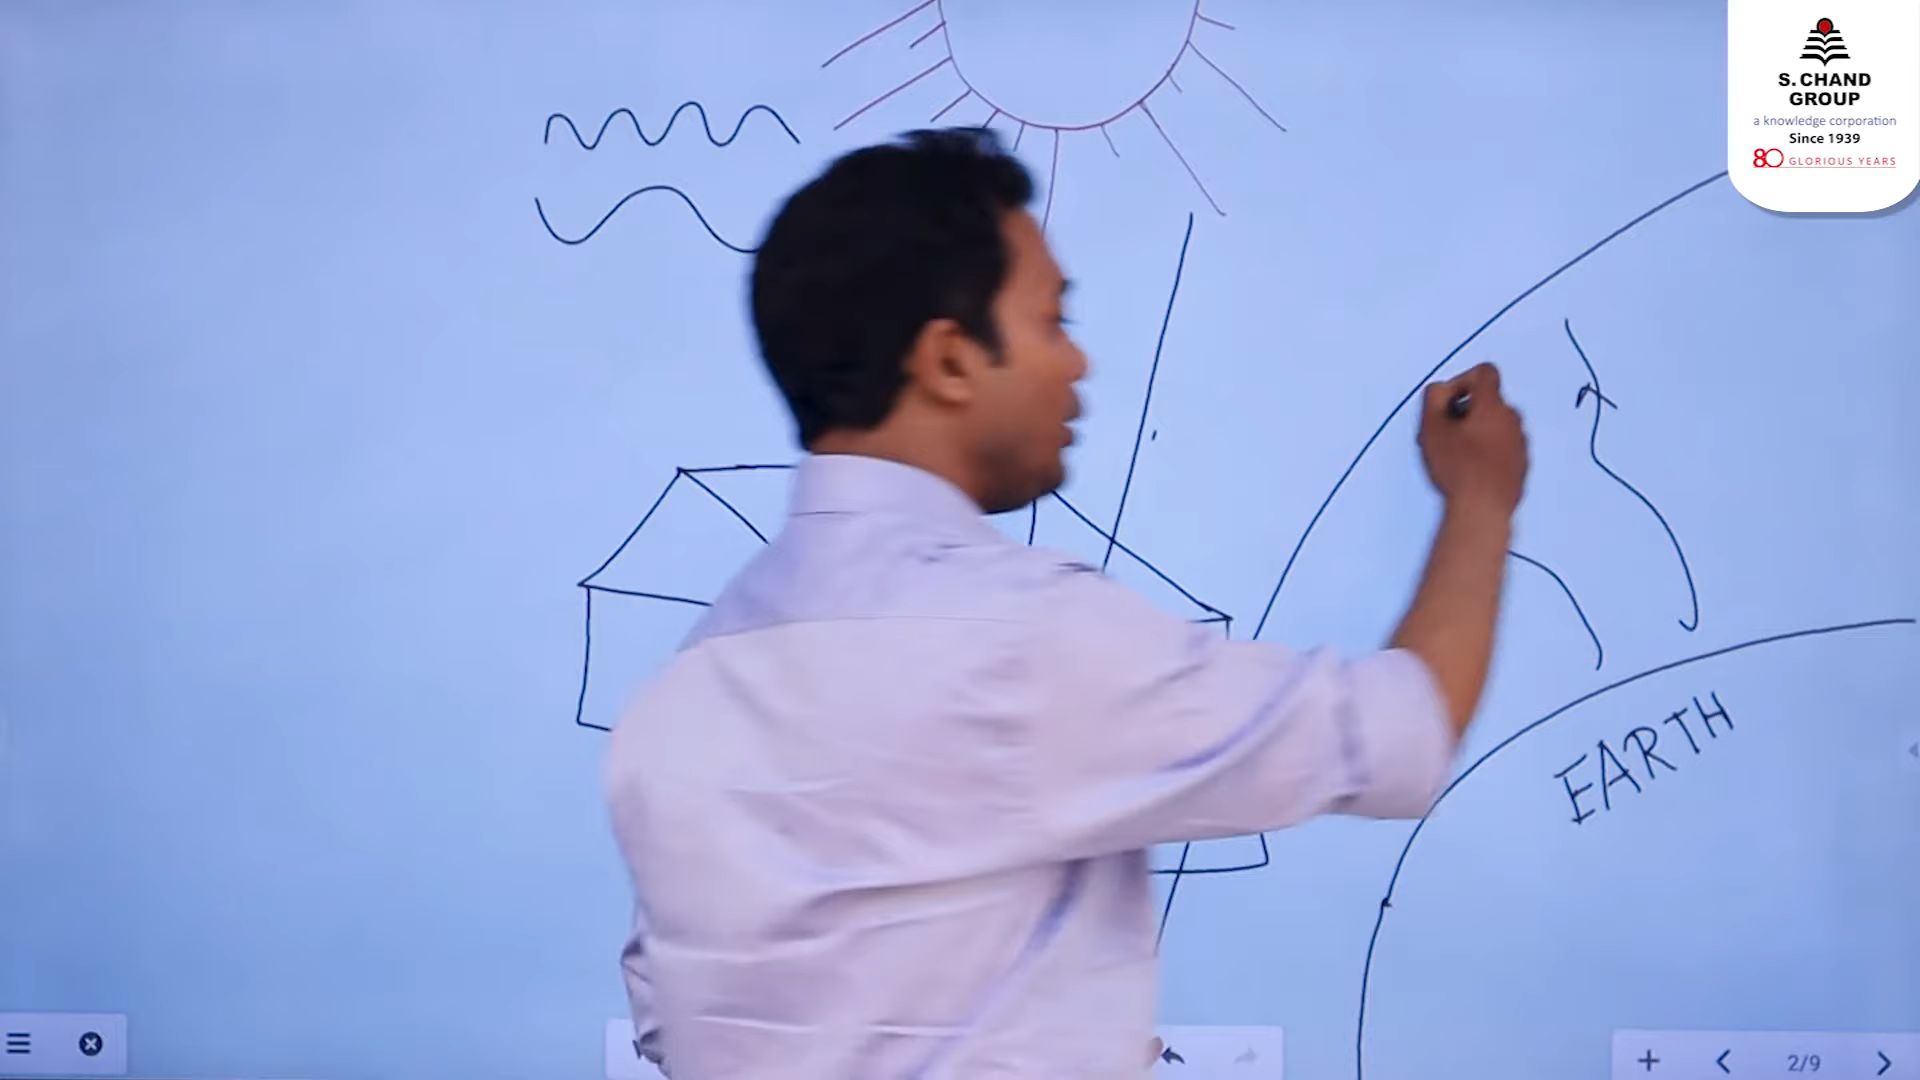 S. CHAND
GROUP
a knowledge corporation
Since 1939
80 GLORIOUS YEARS
EARTH
2/9